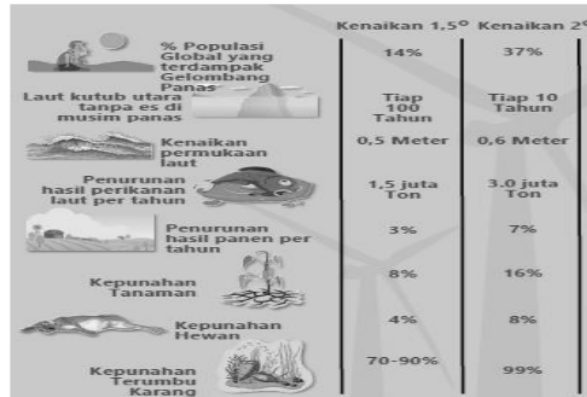 Kenaikan 1,5° Kenaikan 2°
% Populasi
Global yang
terdampak
Gelombang
Panas
14%
37%
Laut kutub utara
tanpa es di
musim panas
Tiap
100
Tahun
Tiap 10
Tahun
Kenaikan
permukaan
laut
0,5 Meter
0,6 Meter
Penurunan
hasil perikanan
laut per tahun
1,5 juta
Ton
3.0 juta
Ton
Penurunan
hasil panen per
tahun
3%
7%
Kepunahan
Tanaman
8%
16%
Kepunahan
Hewan
4%
8%
Kepunahan
Terumbu
Karang
70-90%
99%